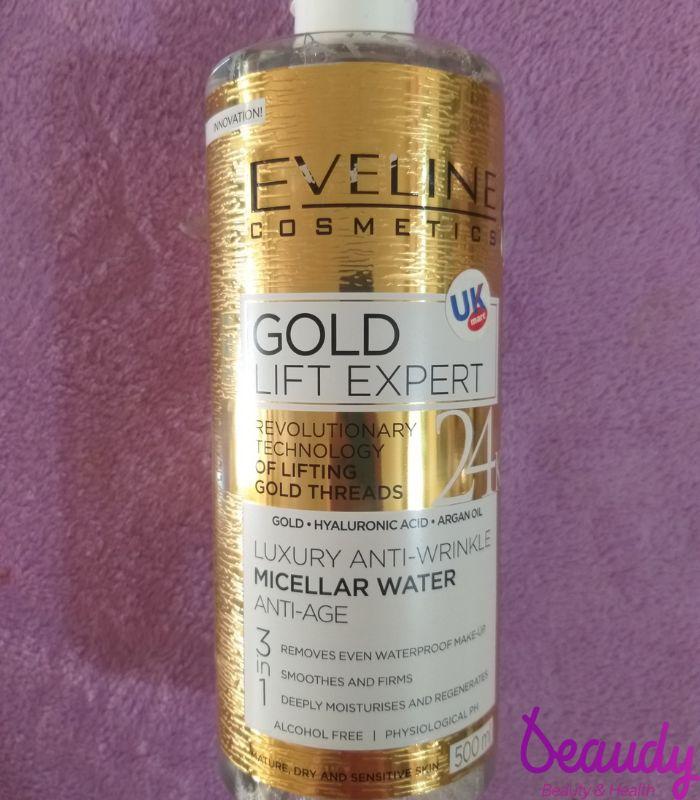 INNOVATION!
EVELINE
COSMETICS
UK
mart
GOLD
LIFT EXPERT
REVOLUTIONARY
TECHNOLOGY
OF LIFTING
GOLD THREADS
24
GOLD • HYALURONIC ACID • ARGAN OIL
LUXURY ANTI-WRINKLE
MICELLAR WATER
ANTI-AGE
3 in 1
REMOVES EVEN WATERPROOF MAKE-UP
SMOOTHES AND FIRMS
DEEPLY MOISTURISES AND REGENERATES
ALCOHOL FREE | PHYSIOLOGICAL PH
MATURE, DRY AND SENSITIVE SKIN
500 ml
Beaudy
Beauty & Health